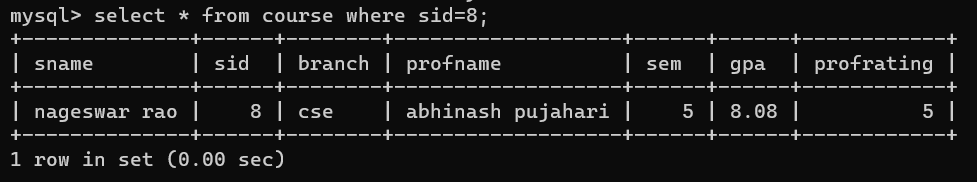 mysql> select * from course where sid=8;
+--------------+------+--------+-------------------+------+------+------------+
| sname        | sid  | branch | profname          | sem  | gpa  | profrating |
+--------------+------+--------+-------------------+------+------+------------+
| nageswar rao |    8 | cse    | abhinash pujahari |    5 | 8.08 |          5 |
+--------------+------+--------+-------------------+------+------+------------+
1 row in set (0.00 sec)